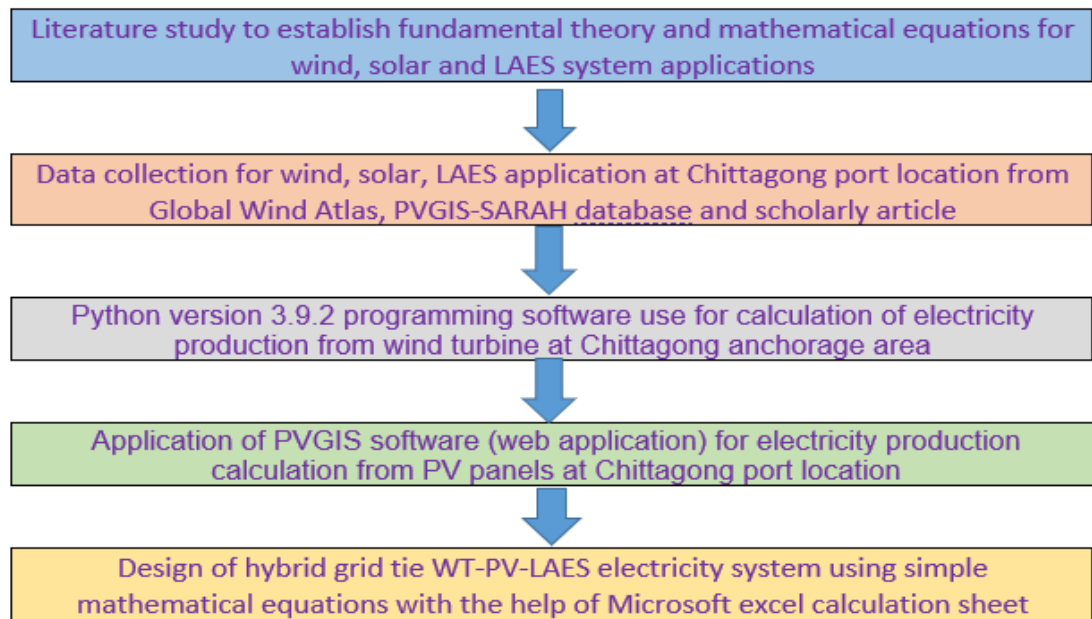 Literature study to establish fundamental theory and mathematical equations for
wind, solar and LAES system applications
Data collection for wind, solar, LAES application at Chittagong port location from
Global Wind Atlas, PVGIS-SARAH database and scholarly article
Python version 3.9.2 programming software use for calculation of electricity
production from wind turbine at Chittagong anchorage area
Application of PVGIS software (web application) for electricity production
calculation from PV panels at Chittagong port location
Design of hybrid grid tie WT-PV-LAES electricity system using simple
mathematical equations with the help of Microsoft excel calculation sheet